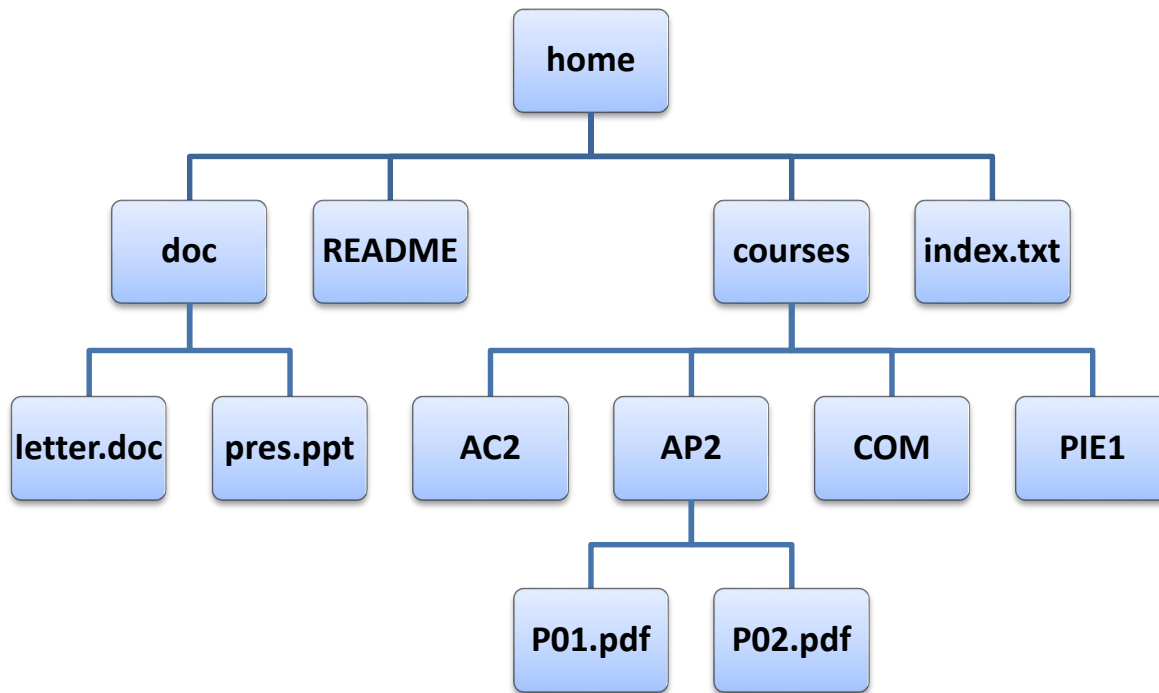 home
doc
README
courses
index.txt
letter.doc
pres.ppt
AC2
AP2
COM
PIE1
P01.pdf
P02.pdf